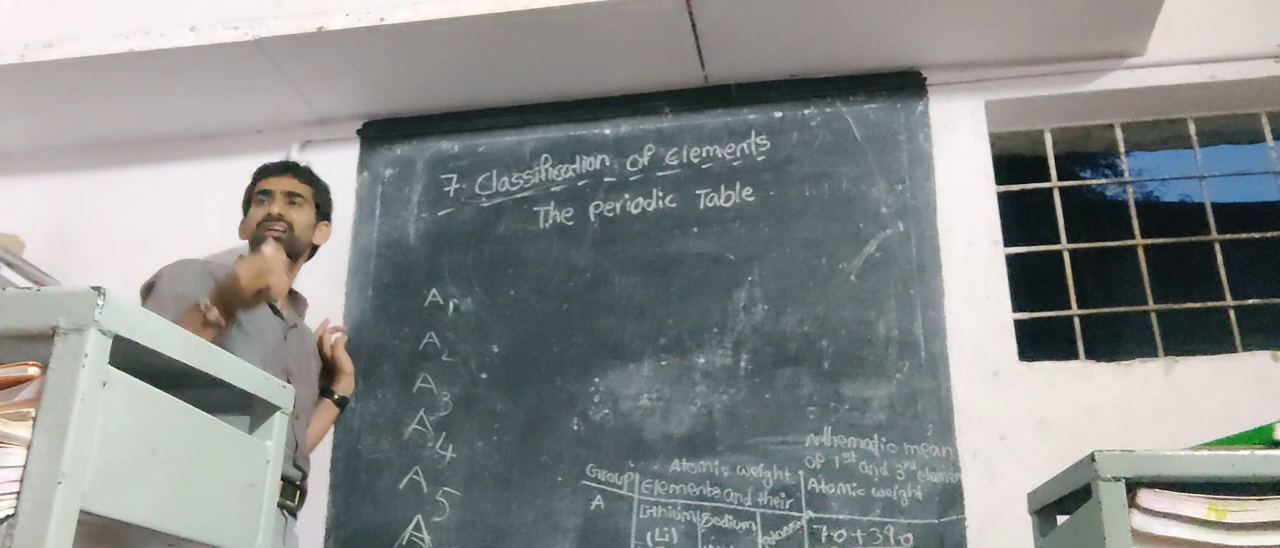 7. Classification of Elements
The Periodic Table
A1
A2
A3
A4
A5
A
Arithematic mean
of 1st and 3rd element
Atomic weight
Atomic weight
Group
Elements and their
A
Lithium
Sodium
(Li)
7.0+39.0